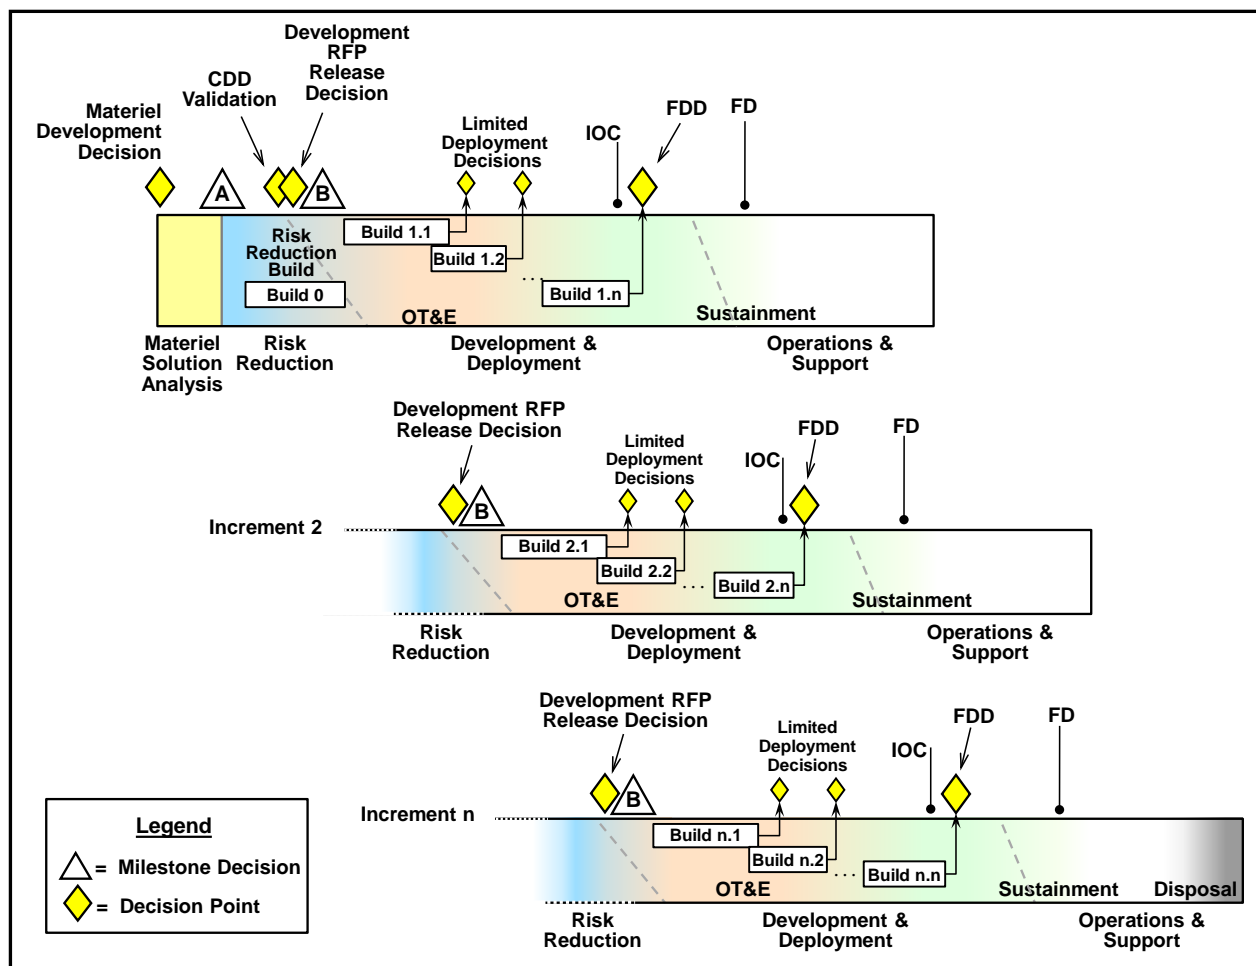 Development
RFP
Release
Decision
CDD
Validation
Materiel
Development
Decision
Limited
Deployment
Decisions
IOC
FDD
FD
A
B
Risk
Reduction
Build
Build 0
Build 1.1
Build 1.2
...
Build 1.n
OT&E
Sustainment
Materiel
Solution
Analysis
Risk
Reduction
Development &
Deployment
Operations &
Support
Development RFP
Release Decision
Limited
Deployment
Decisions
IOC
FDD
FD
B
Increment 2
Build 2.1
Build 2.2
...
Build 2.n
OT&E
Sustainment
Risk
Reduction
Development &
Deployment
Operations &
Support
Development RFP
Release Decision
Limited
Deployment
Decisions
IOC
FDD
FD
B
Increment n
Build n.1
Build n.2
...
Build n.n
OT&E
Sustainment
Disposal
Risk
Reduction
Development &
Deployment
Operations &
Support
Legend
= Milestone Decision
= Decision Point